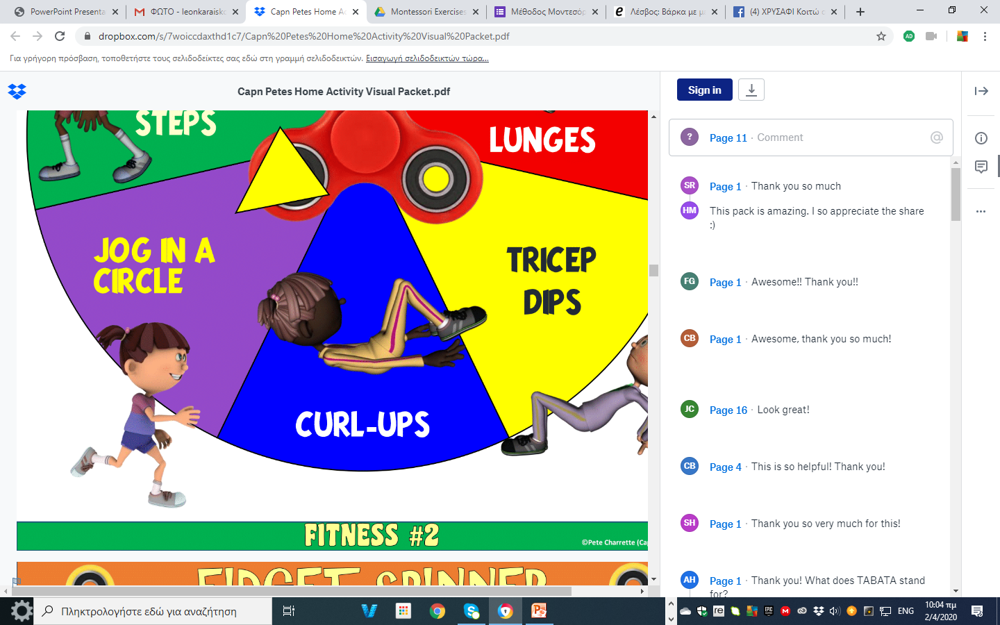 PowerPoint Presenta
ΦΩΤΟ - leonkaraisk
Capn Petes Home Ac
Montessori Exercises
Μέθοδος Μοντεσόρ
Λέσβος: Βάρκα με μ
(4) ΧΡΥΣΑΦΙ Κοιτώ
dropbox.com/s/7woiccdaxthd1c7/Capn%20Petes%20Home%20Activity%20Visual%20Packet.pdf
Για γρήγορη πρόσβαση, τοποθετήστε τους σελιδοδείκτες σας εδώ στη γραμμή σελιδοδεικτών. Εισαγωγή σελιδοδεικτών τώρα...
Capn Petes Home Activity Visual Packet.pdf
Sign in
STEPS
LUNGES
JOG IN A
CIRCLE
TRICEP
DIPS
CURL-UPS
FITNESS #2
©Pete Charrette (Ca
FIDGET SPINNER
? Page 11 · Comment @
SR Page 1 · Thank you so much
HM This pack is amazing. I so appreciate the share
:)
FG Page 1 · Awesome!! Thank you!!
CB Page 1 · Awesome, thank you so much!
JC Page 16 · Look great!
CB Page 4 · This is so helpful! Thank you!
SH Page 1 · Thank you so very much for this!
AH Page 1 · Thank you! What does TABATA stand
for?
Πληκτρολογήστε εδώ για αναζήτηση
ENG
10:04 πμ
2/4/2020